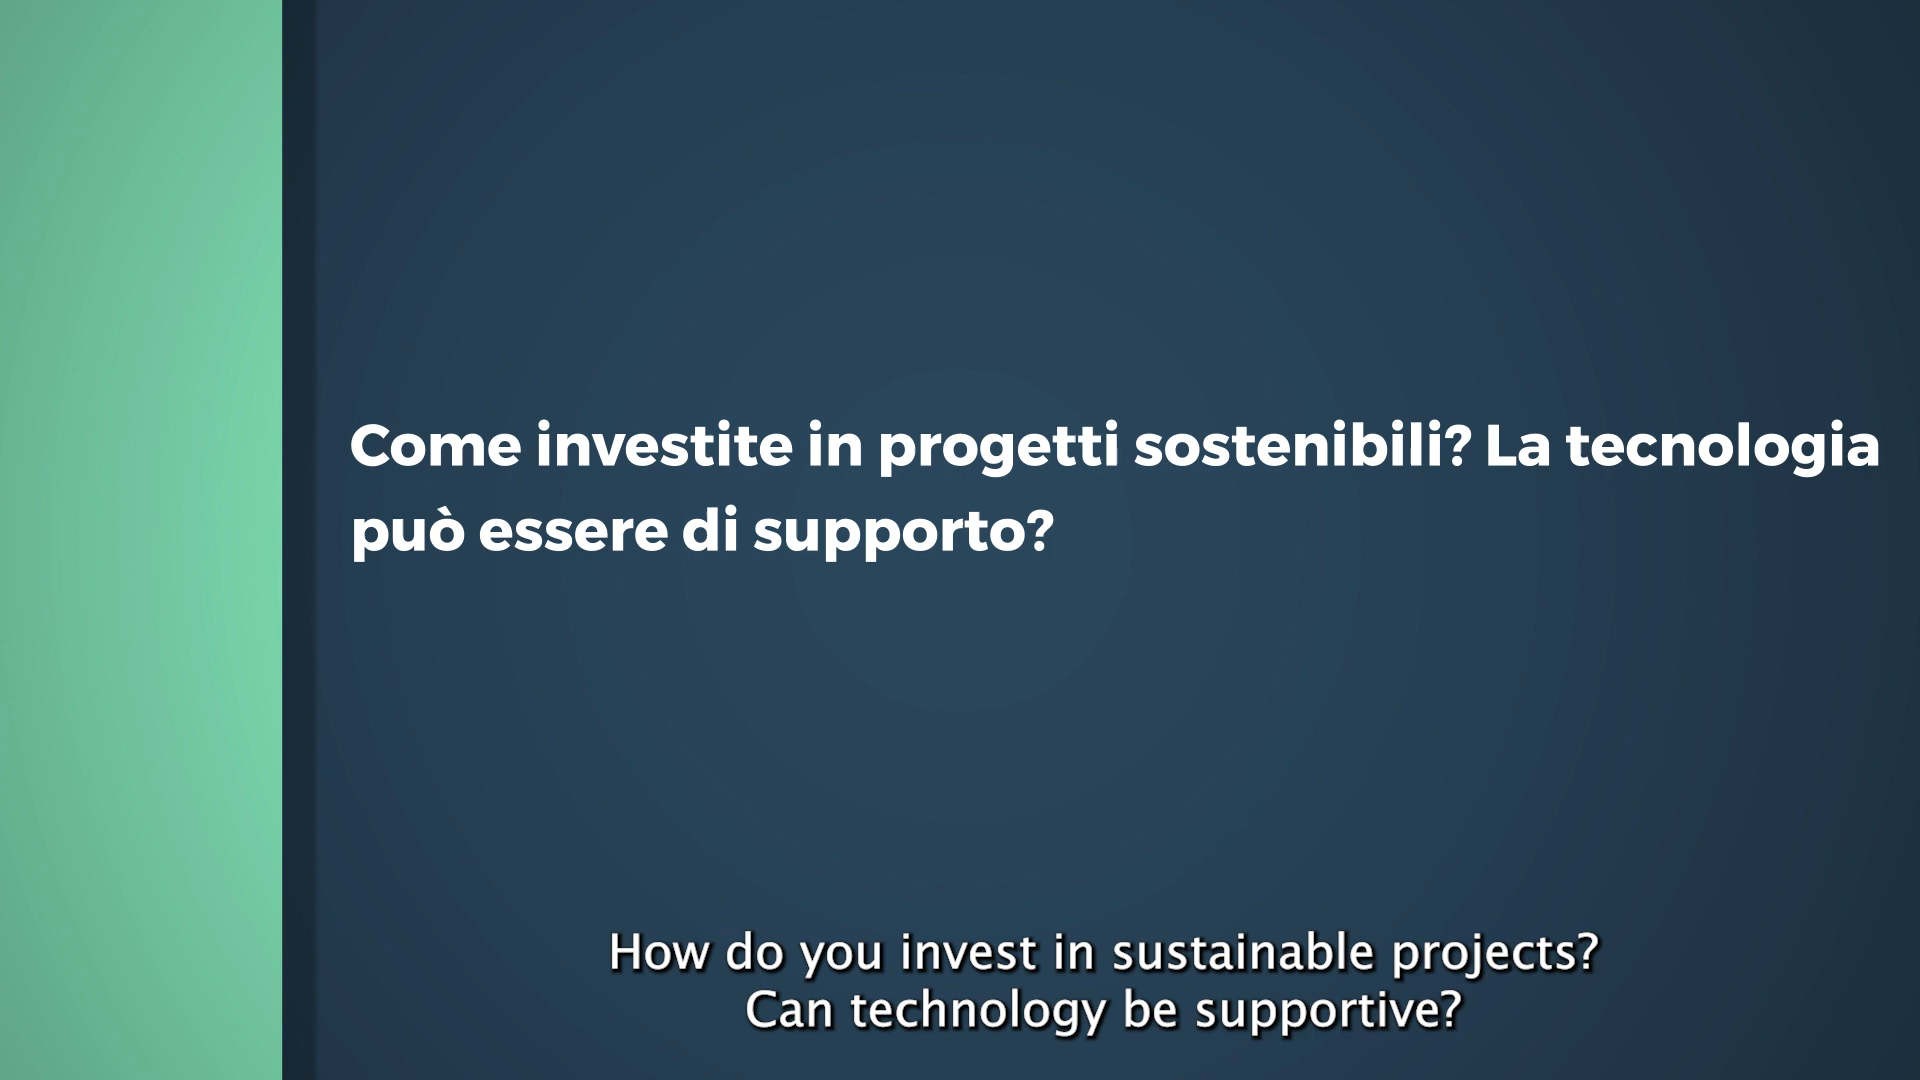 Come investite in progetti sostenibili? La tecnologia
può essere di supporto?
How do you invest in sustainable projects?
Can technology be supportive?